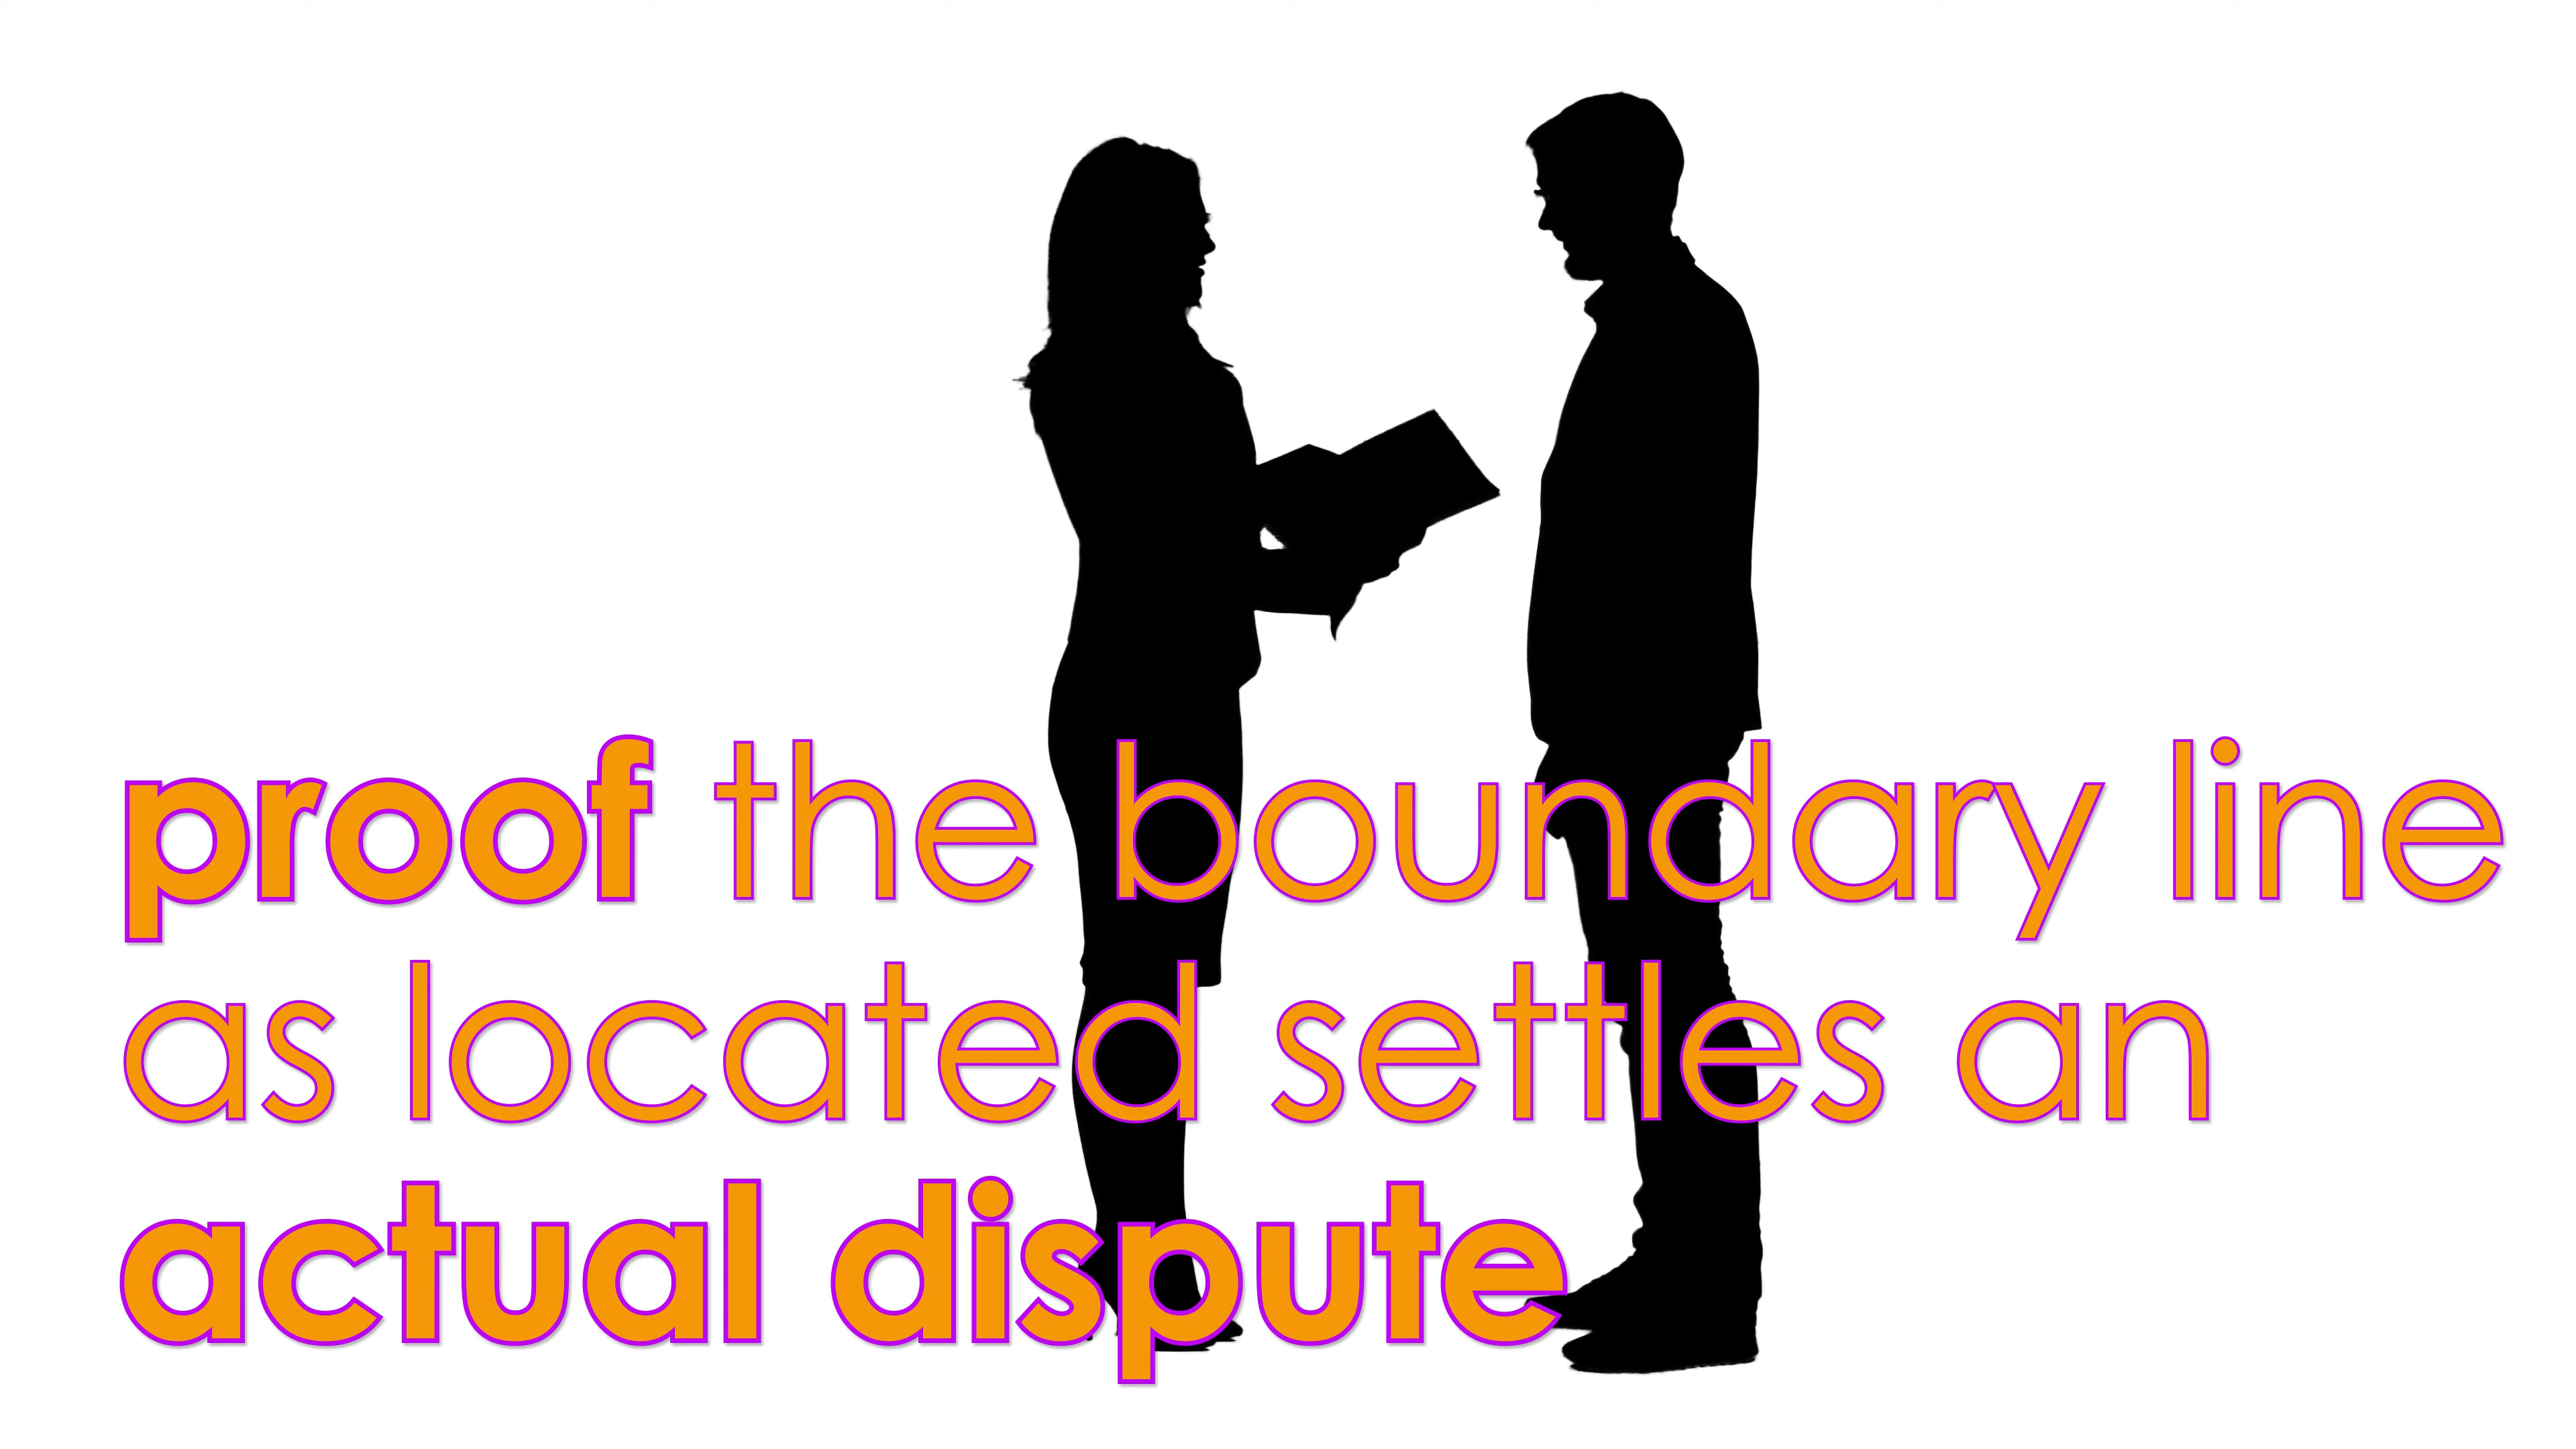 proof the boundary line
as located settles an
actual dispute